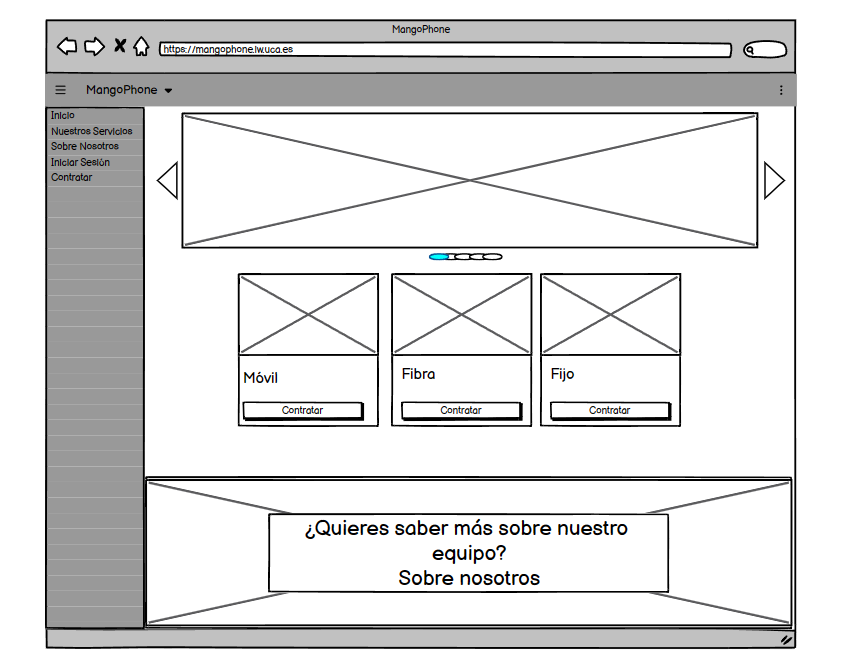 MangoPhone
https://mangophone.lw.uca.es
MangoPhone
Inicio
Nuestros Servicios
Sobre Nosotros
Iniciar Sesión
Contratar
Móvil
Fibra
Fijo
Contratar
Contratar
Contratar
¿Quieres saber más sobre nuestro
equipo?
Sobre nosotros